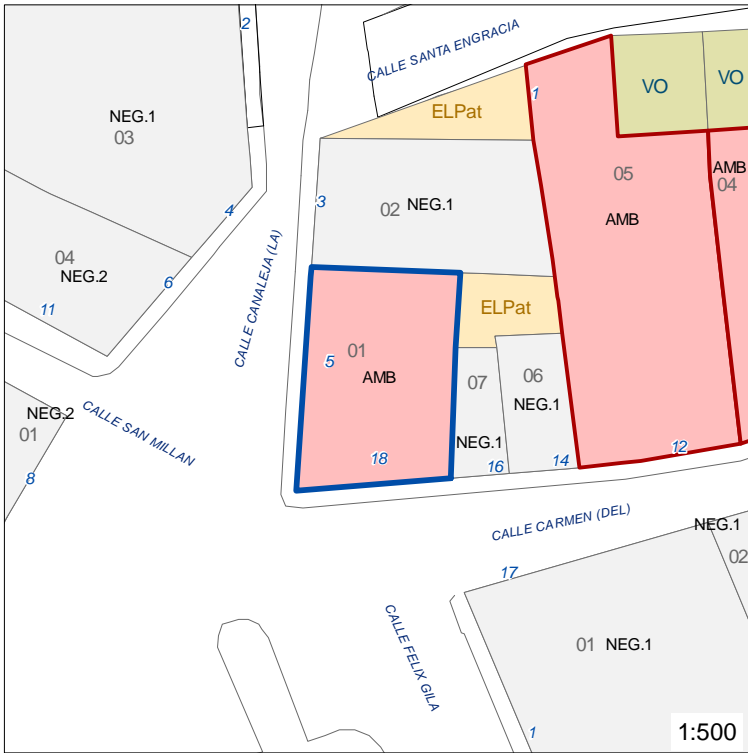 2
CALLE SANTA ENGRACIA
VO
VO
1
ELPat
NEG.1
03
05
AMB
04
AMB
3
02 NEG.1
4
04
NEG.2
6
11
CALLE CANALEJA (LA)
ELPat
5
01
AMB
07
06
NEG.1
NEG.2
01
CALLE SAN MILLAN
8
18
NEG.1
16
14
12
CALLE CARMEN (DEL)
NEG.1
02
17
CALLE FELIX GILA
01 NEG.1
1
1:500